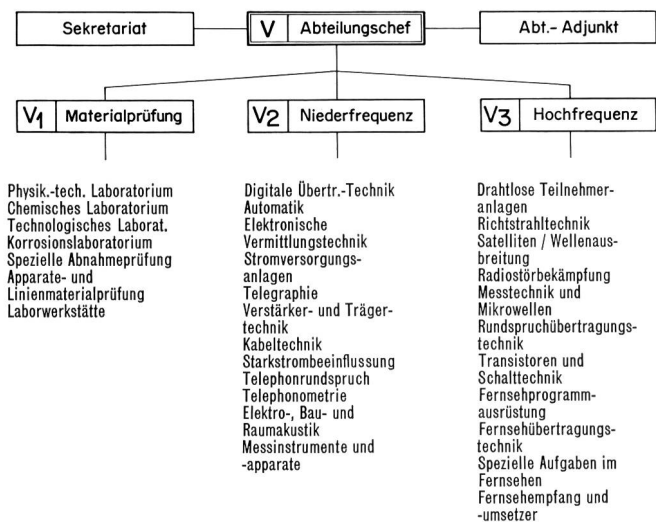 Sekretariat
V Abteilungschef
Abt.- Adjunkt
V1 Materialprüfung
V2 Niederfrequenz
V3 Hochfrequenz
Physik.-tech. Laboratorium
Chemisches Laboratorium
Technologisches Laborat.
Korrosionslaboratorium
Spezielle Abnahmeprüfung
Apparate- und
Linienmaterialprüfung
Laborwerkstätte
Digitale Übertr.-Technik
Automatik
Elektronische
Vermittlungstechnik
Stromversorgungs-
anlagen
Telegraphie
Verstärker- und Träger-
technik
Kabeltechnik
Starkstrombeeinflussung
Telephonrundspruch
Telephonometrie
Elektro-, Bau- und
Raumakustik
Messinstrumente und
-apparate
Drahtlose Teilnehmer-
anlagen
Richtstrahltechnik
Satelliten / Wellenaus-
breitung
Radiostörbekämpfung
Messtechnik und
Mikrowellen
Rundspruchübertragungs-
technik
Transistoren und
Schalttechnik
Fernsehprogramm-
ausrüstung
Fernsehübertragungs-
technik
Spezielle Aufgaben im
Fernsehen
Fernsehempfang und
-umsetzer